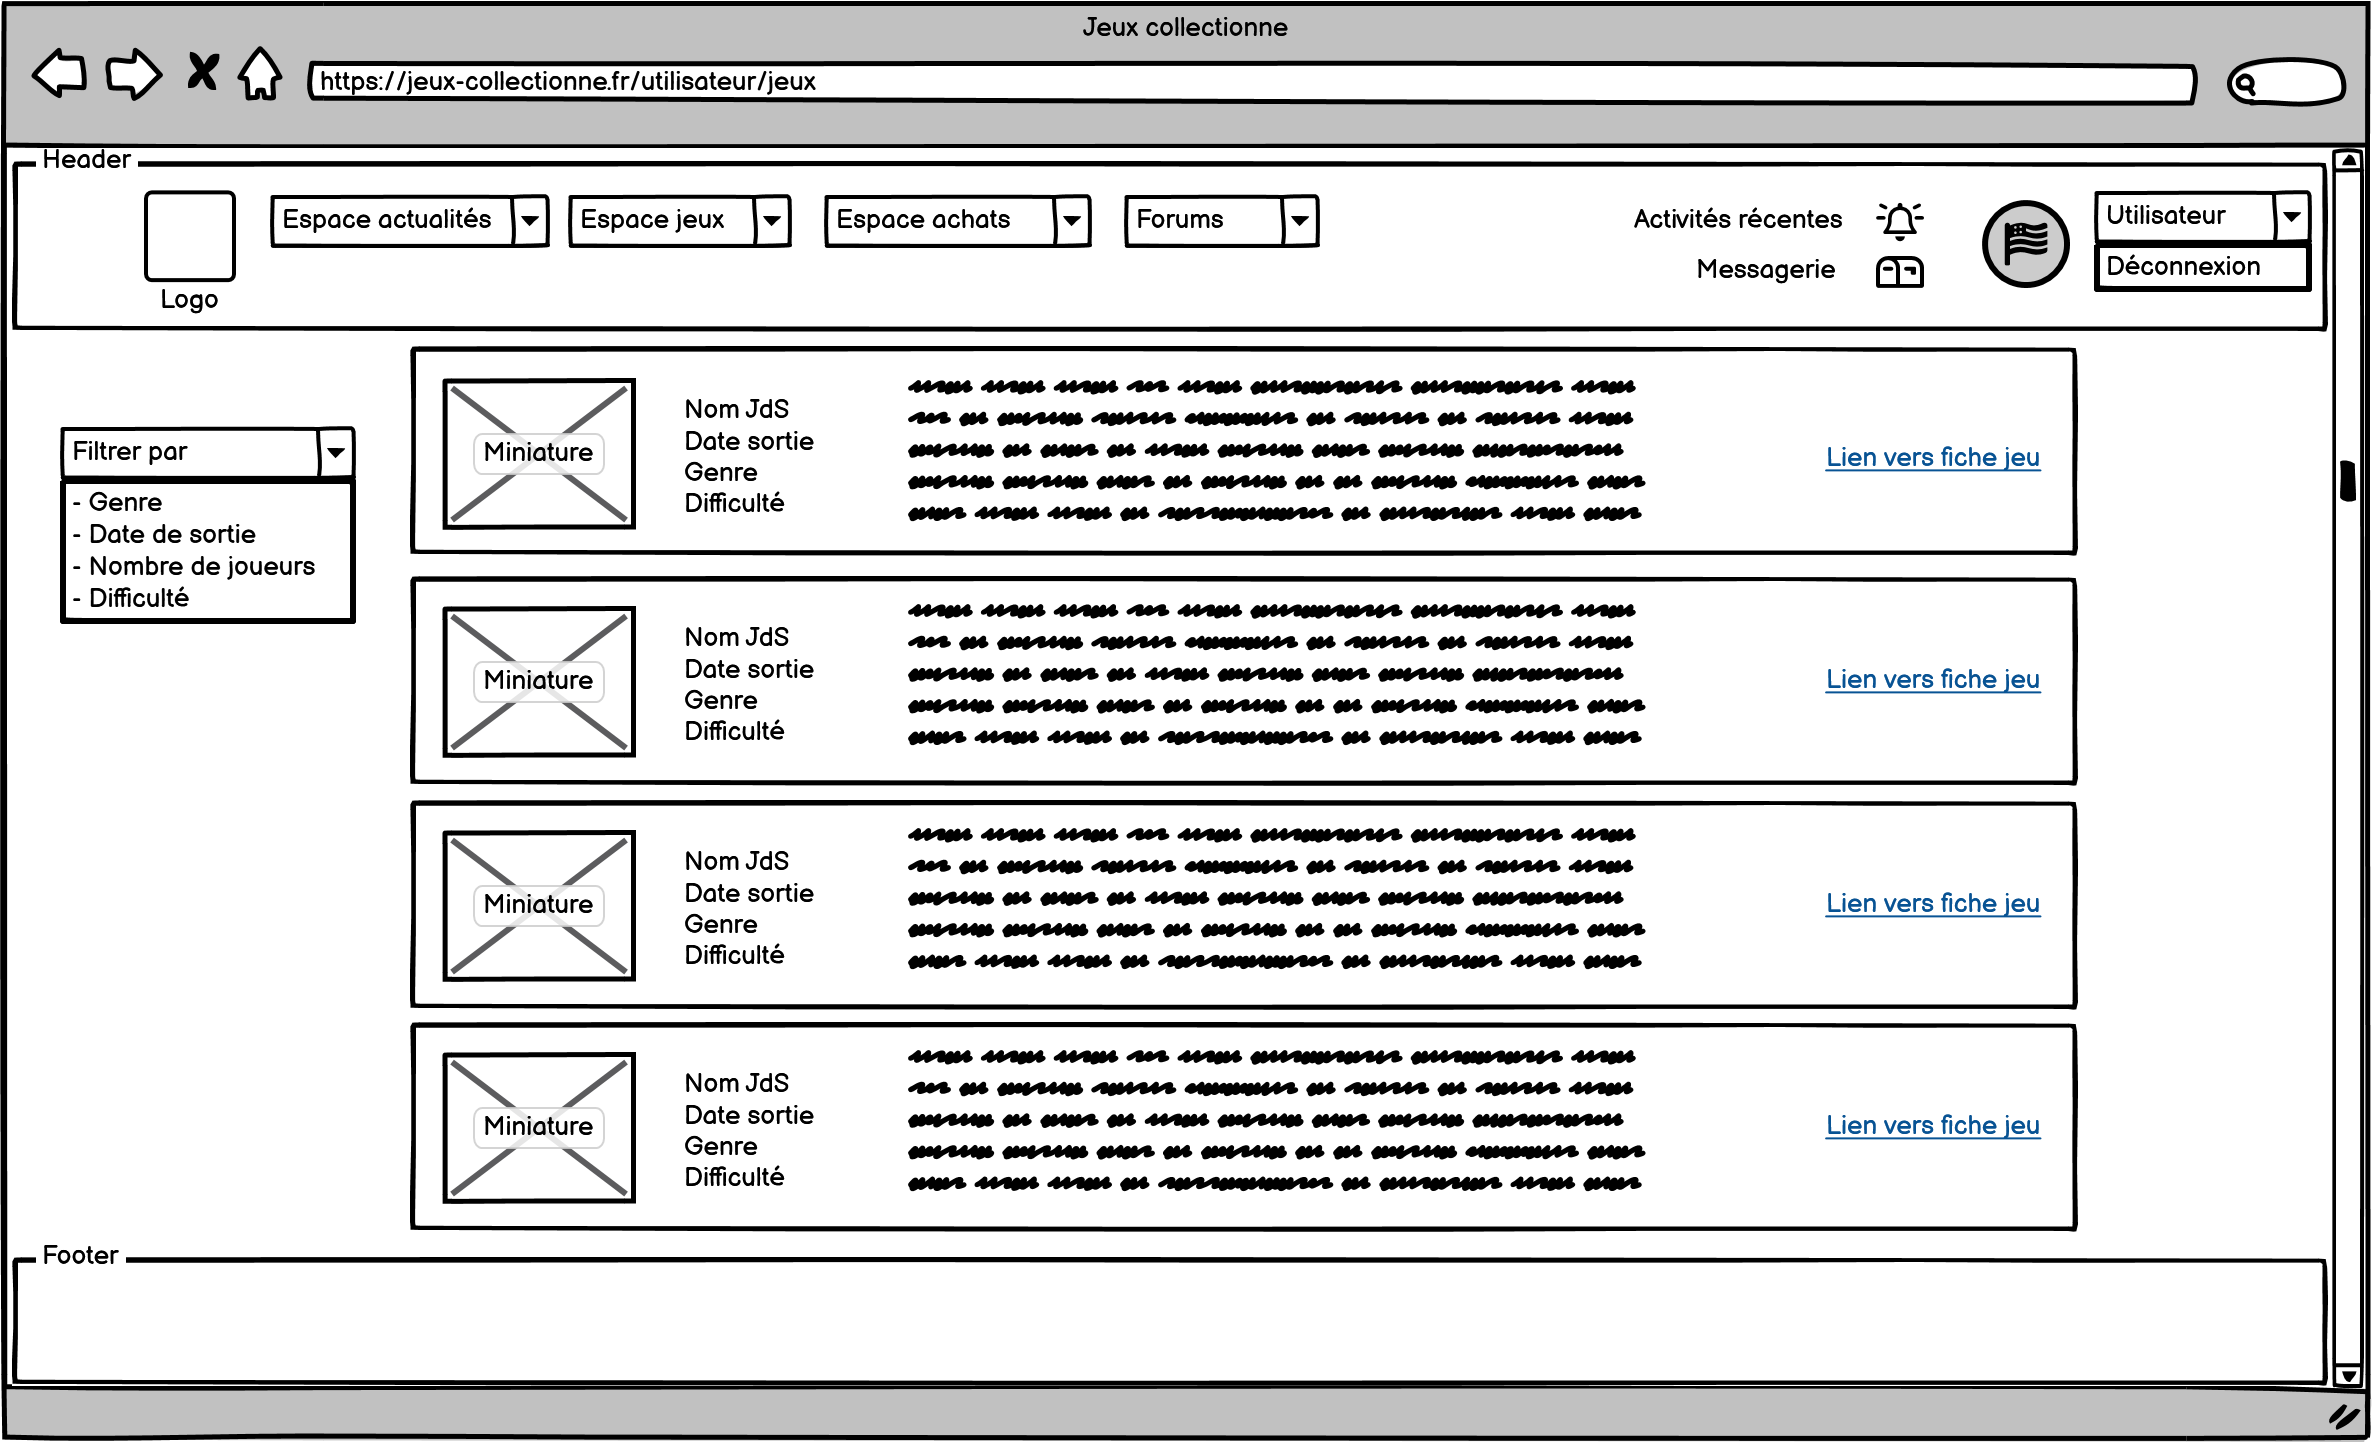 Jeux collectionne
https://jeux-collectionne.fr/utilisateur/jeux
Header
Logo
Espace actualités
Espace jeux
Espace achats
Forums
Activités récentes
Messagerie
Utilisateur
Déconnexion
Filtrer par
- Genre
- Date de sortie
- Nombre de joueurs
- Difficulté
Miniature
Nom JdS
Date sortie
Genre
Difficulté
Lien vers fiche jeu
Miniature
Nom JdS
Date sortie
Genre
Difficulté
Lien vers fiche jeu
Miniature
Nom JdS
Date sortie
Genre
Difficulté
Lien vers fiche jeu
Miniature
Nom JdS
Date sortie
Genre
Difficulté
Lien vers fiche jeu
Footer